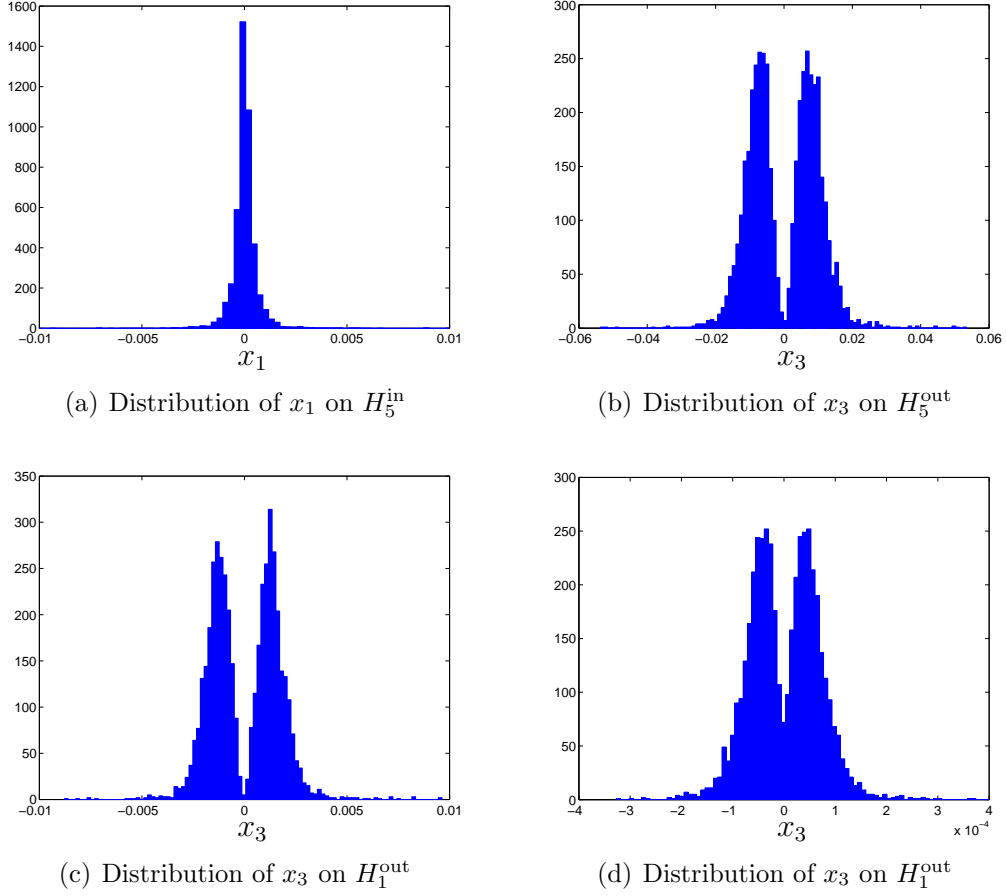 1600
1400
1200
1000
800
600
400
200
0
−0.01 −0.005 0 0.005 0.01
x₁
(a) Distribution of x₁ on H₅ⁱⁿ
300
250
200
150
100
50
0
−0.06 −0.04 −0.02 0 0.02 0.04 0.06
x₃
(b) Distribution of x₃ on H₅ᵒᵘᵗ
350
300
250
200
150
100
50
0
−0.01 −0.005 0 0.005 0.01
x₃
(c) Distribution of x₃ on H₁ᵒᵘᵗ
300
250
200
150
100
50
0
−4 −3 −2 −1 0 1 2 3 4
x 10⁻⁴
x₃
(d) Distribution of x₃ on H₁ᵒᵘᵗ